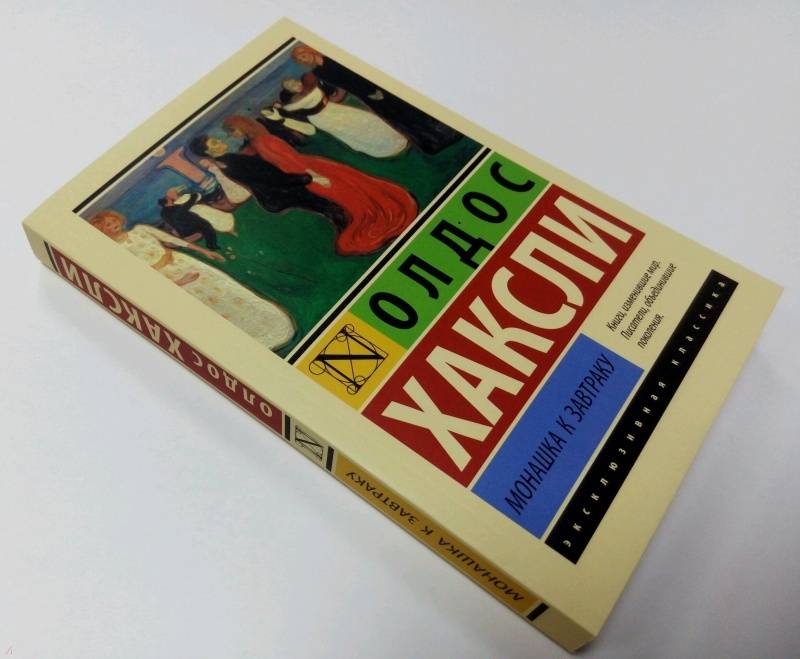 N
ОЛДОС
ХАКСЛИ
МОНАШКА К ЗАВТРАКУ
Книги, изменившие мир.
Писатели, объединившие
поколения.
эксклюзивная классика
ОЛДОС ХАКСЛИ
N
МОНАШКА К ЗАВТРАКУ